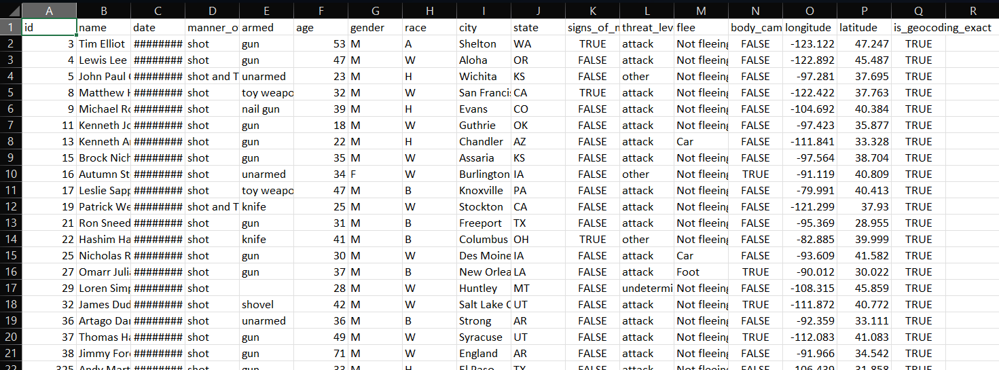 A B C D E F G H I J K L M N O P Q R
1 id name date manner_o armed age gender race city state signs_of_m threat_lev flee body_cam longitude latitude is_geocoding_exact
2 3 Tim Elliot ######## shot gun 53 M A Shelton WA TRUE attack Not fleeing FALSE -123.122 47.247 TRUE
3 4 Lewis Lee ######## shot gun 47 M W Aloha OR FALSE attack Not fleeing FALSE -122.892 45.487 TRUE
4 5 John Paul ######## shot and T unarmed 23 M H Wichita KS FALSE other Not fleeing FALSE -97.281 37.695 TRUE
5 8 Matthew ######## shot toy weapo 32 M W San Franci CA TRUE attack Not fleeing FALSE -122.422 37.763 TRUE
6 9 Michael Ro ######## shot nail gun 39 M H Evans CO FALSE attack Not fleeing FALSE -104.692 40.384 TRUE
7 11 Kenneth Jo ######## shot gun 18 M W Guthrie OK FALSE attack Not fleeing FALSE -97.423 35.877 TRUE
8 13 Kenneth A ######## shot gun 22 M H Chandler AZ FALSE attack Car FALSE -111.841 33.328 TRUE
9 15 Brock Nich ######## shot gun 35 M W Assaria KS FALSE attack Not fleeing FALSE -97.564 38.704 TRUE
10 16 Autumn St ######## shot unarmed 34 F W Burlington IA FALSE other Not fleeing TRUE -91.119 40.809 TRUE
11 17 Leslie Sapp ######## shot toy weapo 47 M B Knoxville PA FALSE attack Not fleeing FALSE -79.991 40.413 TRUE
12 19 Patrick We ######## shot and T knife 25 M W Stockton CA FALSE attack Not fleeing FALSE -121.299 37.93 TRUE
13 21 Ron Sneed ######## shot gun 31 M B Freeport TX FALSE attack Not fleeing FALSE -95.369 28.955 TRUE
14 22 Hashim Ha ######## shot knife 41 M B Columbus OH TRUE other Not fleeing FALSE -82.885 39.999 TRUE
15 25 Nicholas R ######## shot gun 30 M W Des Moine IA FALSE attack Car FALSE -93.609 41.582 TRUE
16 27 Omarr Juli ######## shot gun 37 M B New Orlea LA FALSE attack Foot TRUE -90.012 30.022 TRUE
17 29 Loren Simp ######## shot 28 M W Huntley MT FALSE undetermi Not fleeing FALSE -108.315 45.859 TRUE
18 32 James Dud ######## shot shovel 42 M W Salt Lake C UT FALSE attack Not fleeing TRUE -111.872 40.772 TRUE
19 36 Artago Da ######## shot unarmed 36 M B Strong AR FALSE attack Not fleeing FALSE -92.359 33.111 TRUE
20 37 Thomas Ha ######## shot gun 49 M W Syracuse UT FALSE attack Not fleeing TRUE -112.083 41.083 TRUE
21 38 Jimmy For ######## shot gun 71 M W England AR FALSE attack Not fleeing FALSE -91.966 34.542 TRUE
22 325 Andy Mart ######## shot gun 33 M H El Paso TX FALSE attack Not fleeing FALSE -106.439 31.858 TRUE